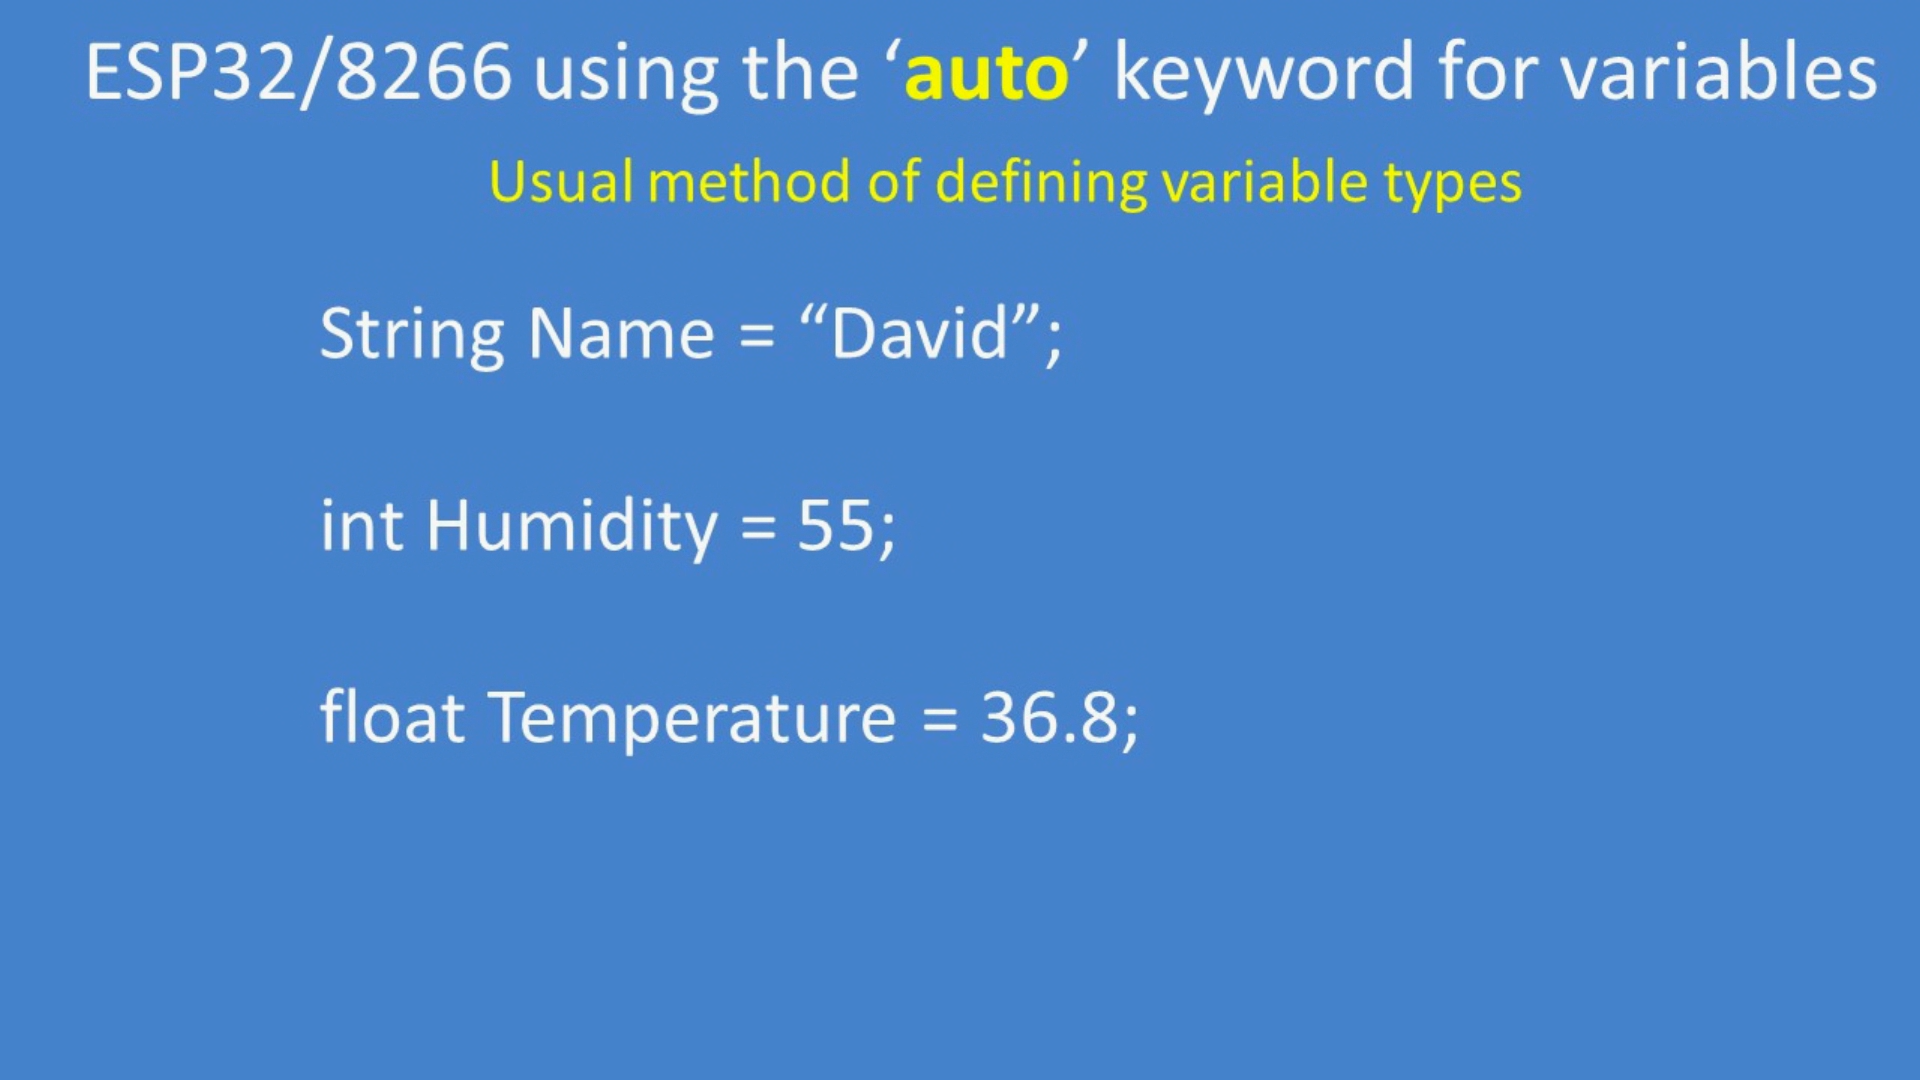 ESP32/8266 using the ‘auto’ keyword for variables
Usual method of defining variable types
String Name = “David”;
int Humidity = 55;
float Temperature = 36.8;